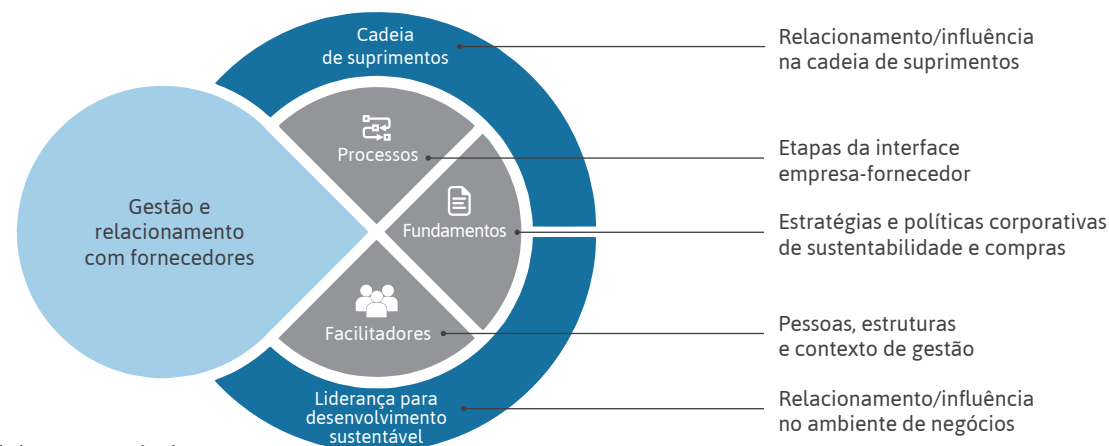 Cadeia
de suprimentos
Relacionamento/influência
na cadeia de suprimentos
Processos
Etapas da interface
empresa-fornecedor
Gestão e
relacionamento
com fornecedores
Fundamentos
Estratégias e políticas corporativas
de sustentabilidade e compras
Facilitadores
Pessoas, estruturas
e contexto de gestão
Liderança para
desenvolvimento
sustentável
Relacionamento/influência
no ambiente de negócios